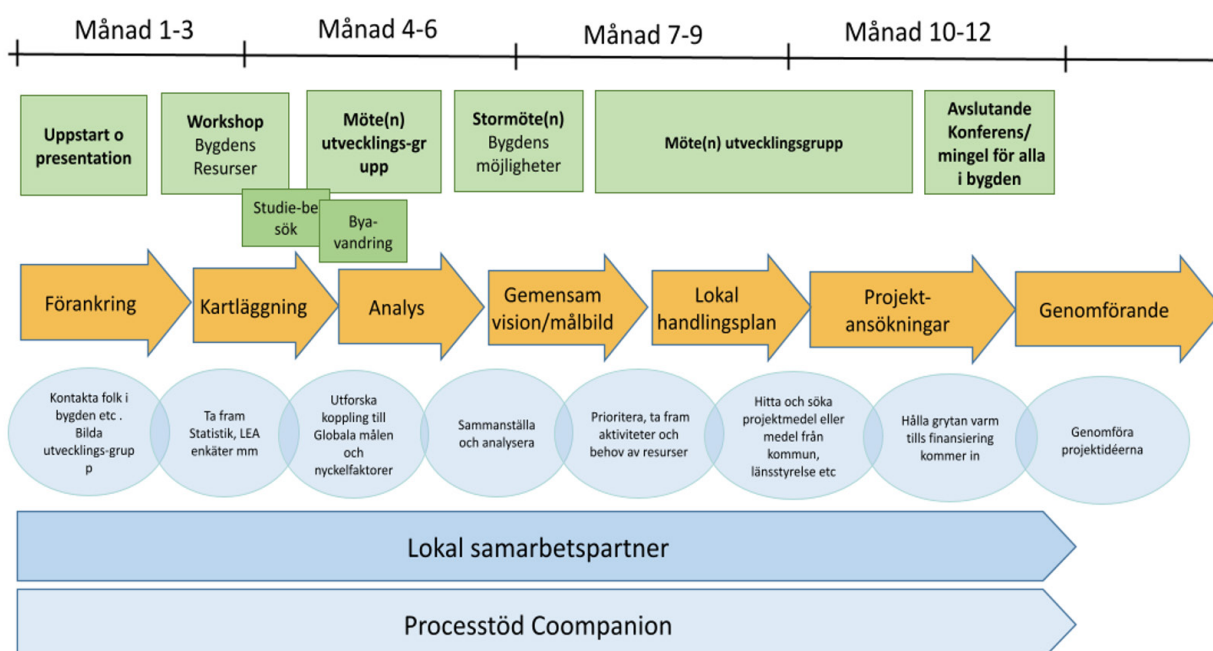 Månad 1-3
Månad 4-6
Månad 7-9
Månad 10-12
Uppstart o
presentation
Workshop
Bygdens
Resurser
Möte(n)
utvecklings-gr
upp
Stormöte(n)
Bygdens
möjligheter
Möte(n) utvecklingsgrupp
Avslutande
Konferens/
mingel för alla
i bygden
Studie-be
sök
Bya-
vandring
Förankring
Kartläggning
Analys
Gemensam
vision/målbild
Lokal
handlingsplan
Projekt-
ansökningar
Genomförande
Kontakta folk i
bygden etc .
Bilda
utvecklings-grup
p
Ta fram
Statistik, LEA
enkäter mm
Utforska
koppling till
Globala målen
och
nyckelfaktorer
Sammanställa
och analysera
Prioritera, ta fram
aktiviteter och
behov av resurser
Hitta och söka
projektmedel eller
medel från
kommun,
länsstyrelse etc
Hålla grytan varm
tills finansiering
kommer in
Genomföra
projektidéerna
Lokal samarbetspartner
Processtöd Coompanion